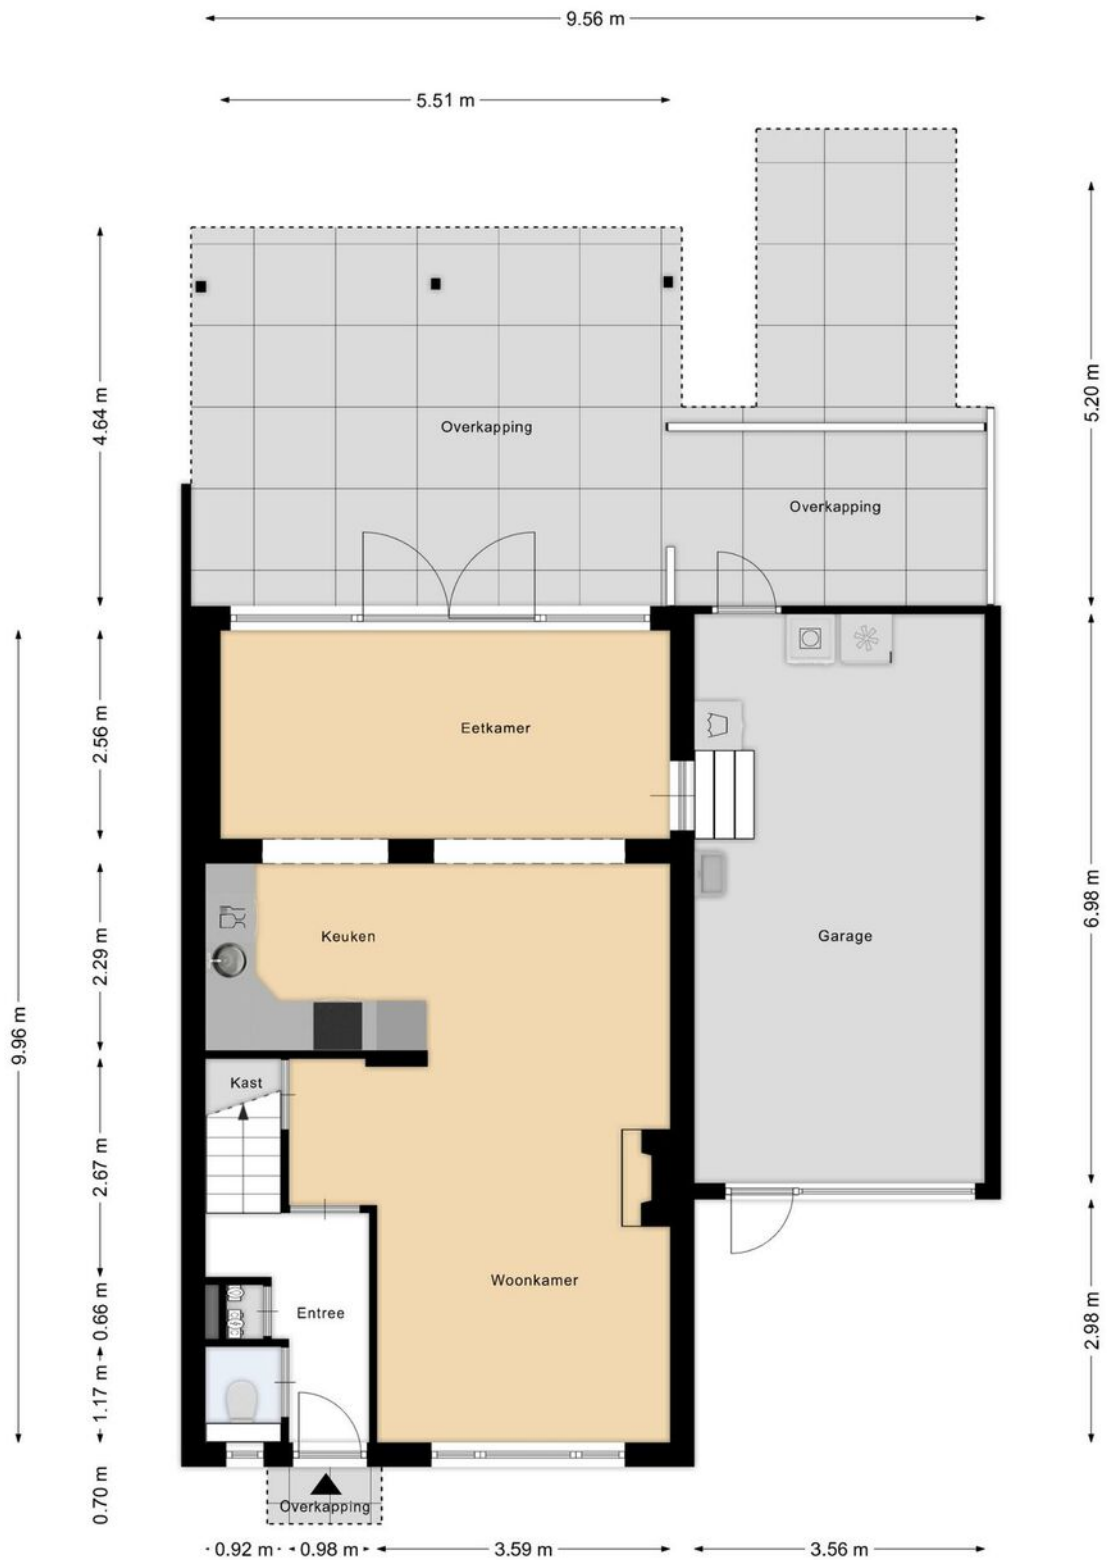 9.56 m
5.51 m
4.64 m
5.20 m
Overkapping
Overkapping
Eetkamer
2.56 m
Keuken
Garage
2.29 m
6.98 m
9.96 m
Kast
2.67 m
Woonkamer
Entree
0.66 m
2.98 m
1.17 m
0.70 m
Overkapping
0.92 m
0.98 m
3.59 m
3.56 m